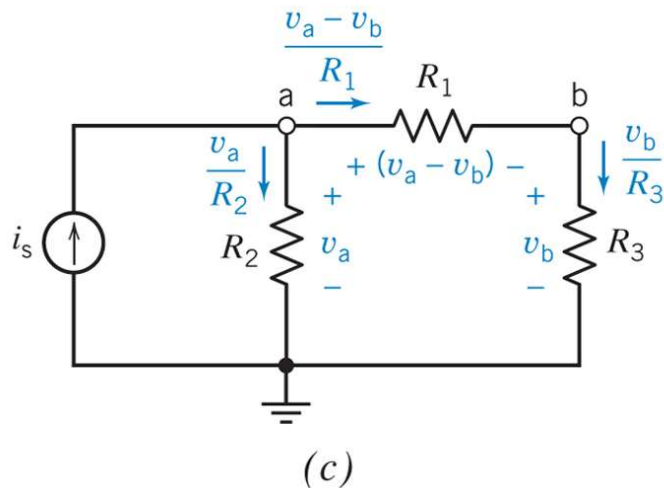 v_a − v_b
R_1
R_1
a
b
v_a
R_2
+ (v_a − v_b) −
v_b
R_3
+
+
i_s
R_2
v_a
v_b
R_3
−
−
(c)